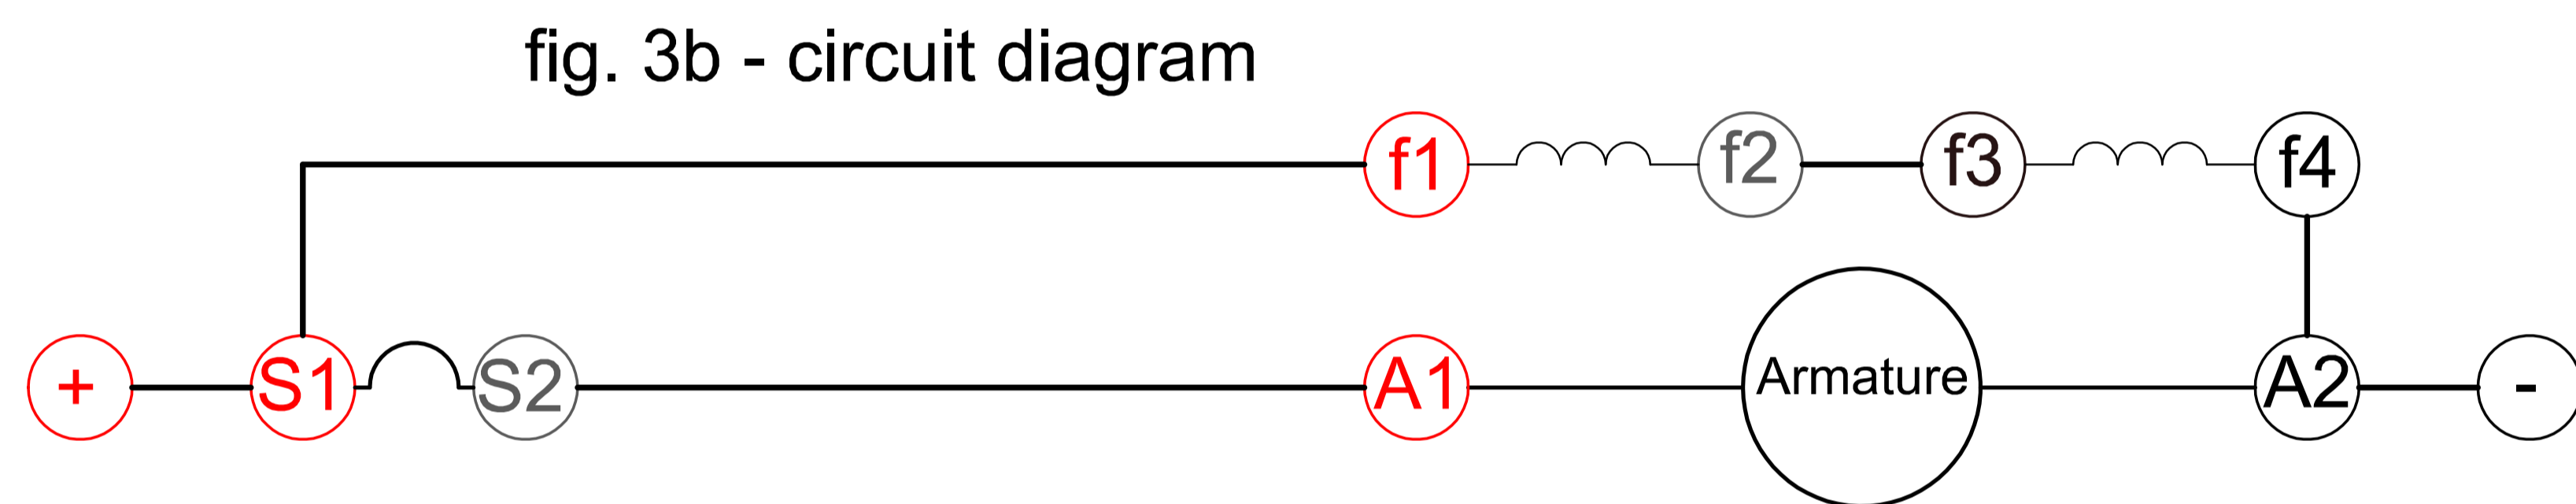 fig. 3b - circuit diagram
f1 f2 f3 f4
+ S1 S2 A1 Armature A2 -